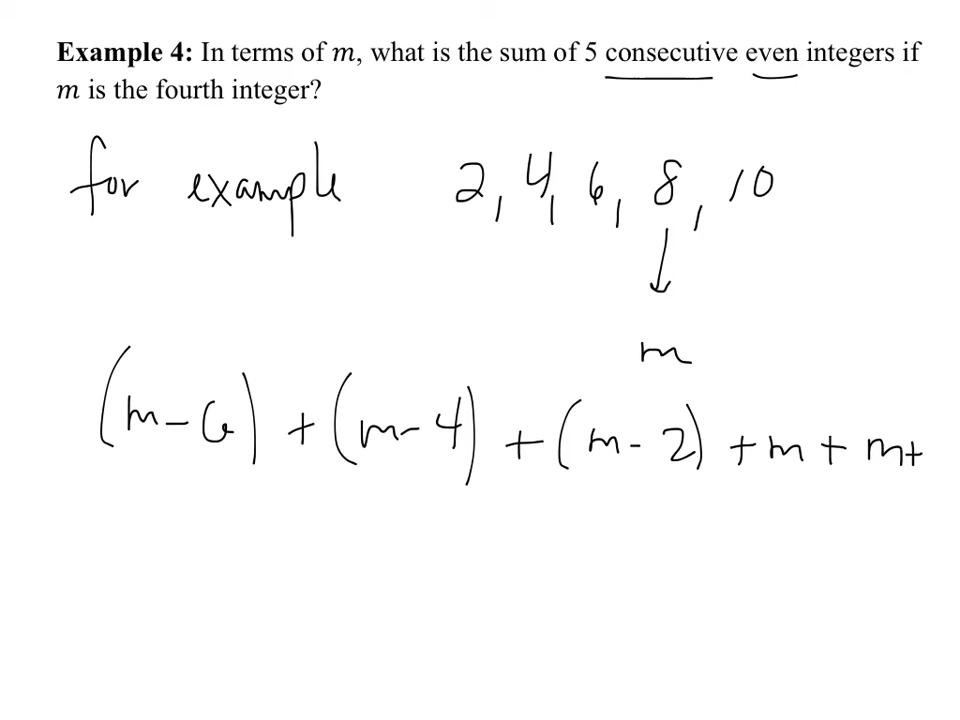 Example 4: In terms of m, what is the sum of 5 consecutive even integers if
m is the fourth integer?
for example 2, 4, 6, 8, 10
m
(m-6) + (m-4) + (m-2) + m + m+